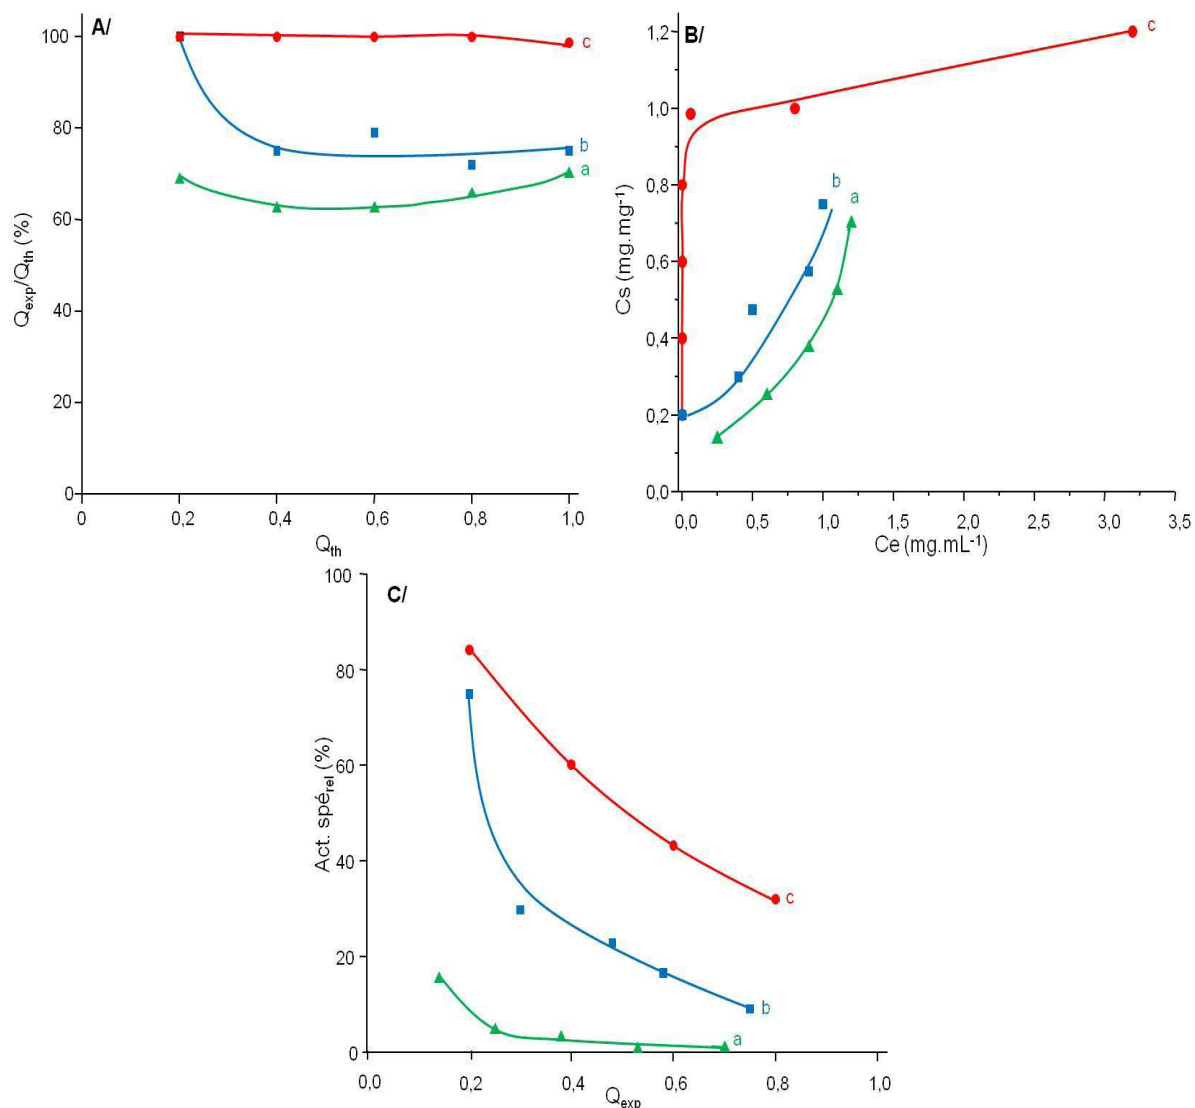 A/
100
80
60
40
20
0
Qexp/Qth (%)
c
b
a
0 0,2 0,4 0,6 0,8 1,0
Qth
B/
1,2
1,0
0,8
0,6
0,4
0,2
0,0
Cs (mg.mg-1)
c
b
a
0,0 0,5 1,0 1,5 2,0 2,5 3,0 3,5
Ce (mg.mL-1)
C/
100
80
60
40
20
0
Act. spérel (%)
c
b
a
0,0 0,2 0,4 0,6 0,8 1,0
Qexp